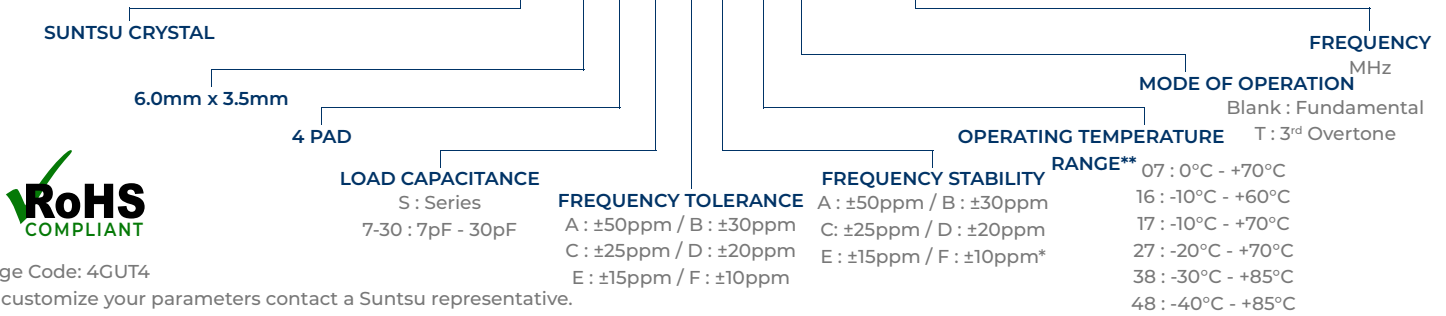 SUNTSU CRYSTAL
6.0mm x 3.5mm
4 PAD
LOAD CAPACITANCE
S : Series
7-30 : 7pF - 30pF
FREQUENCY TOLERANCE
A : ±50ppm / B : ±30ppm
C : ±25ppm / D : ±20ppm
E : ±15ppm / F : ±10ppm
FREQUENCY STABILITY
A : ±50ppm / B : ±30ppm
C: ±25ppm / D : ±20ppm
E : ±15ppm / F : ±10ppm*
OPERATING TEMPERATURE
RANGE**
07 : 0°C - +70°C
16 : -10°C - +60°C
17 : -10°C - +70°C
27 : -20°C - +70°C
38 : -30°C - +85°C
48 : -40°C - +85°C
MODE OF OPERATION
Blank : Fundamental
T : 3rd Overtone
FREQUENCY
MHz
RoHS
COMPLIANT
ge Code: 4GUT4
customize your parameters contact a Suntsu representative.